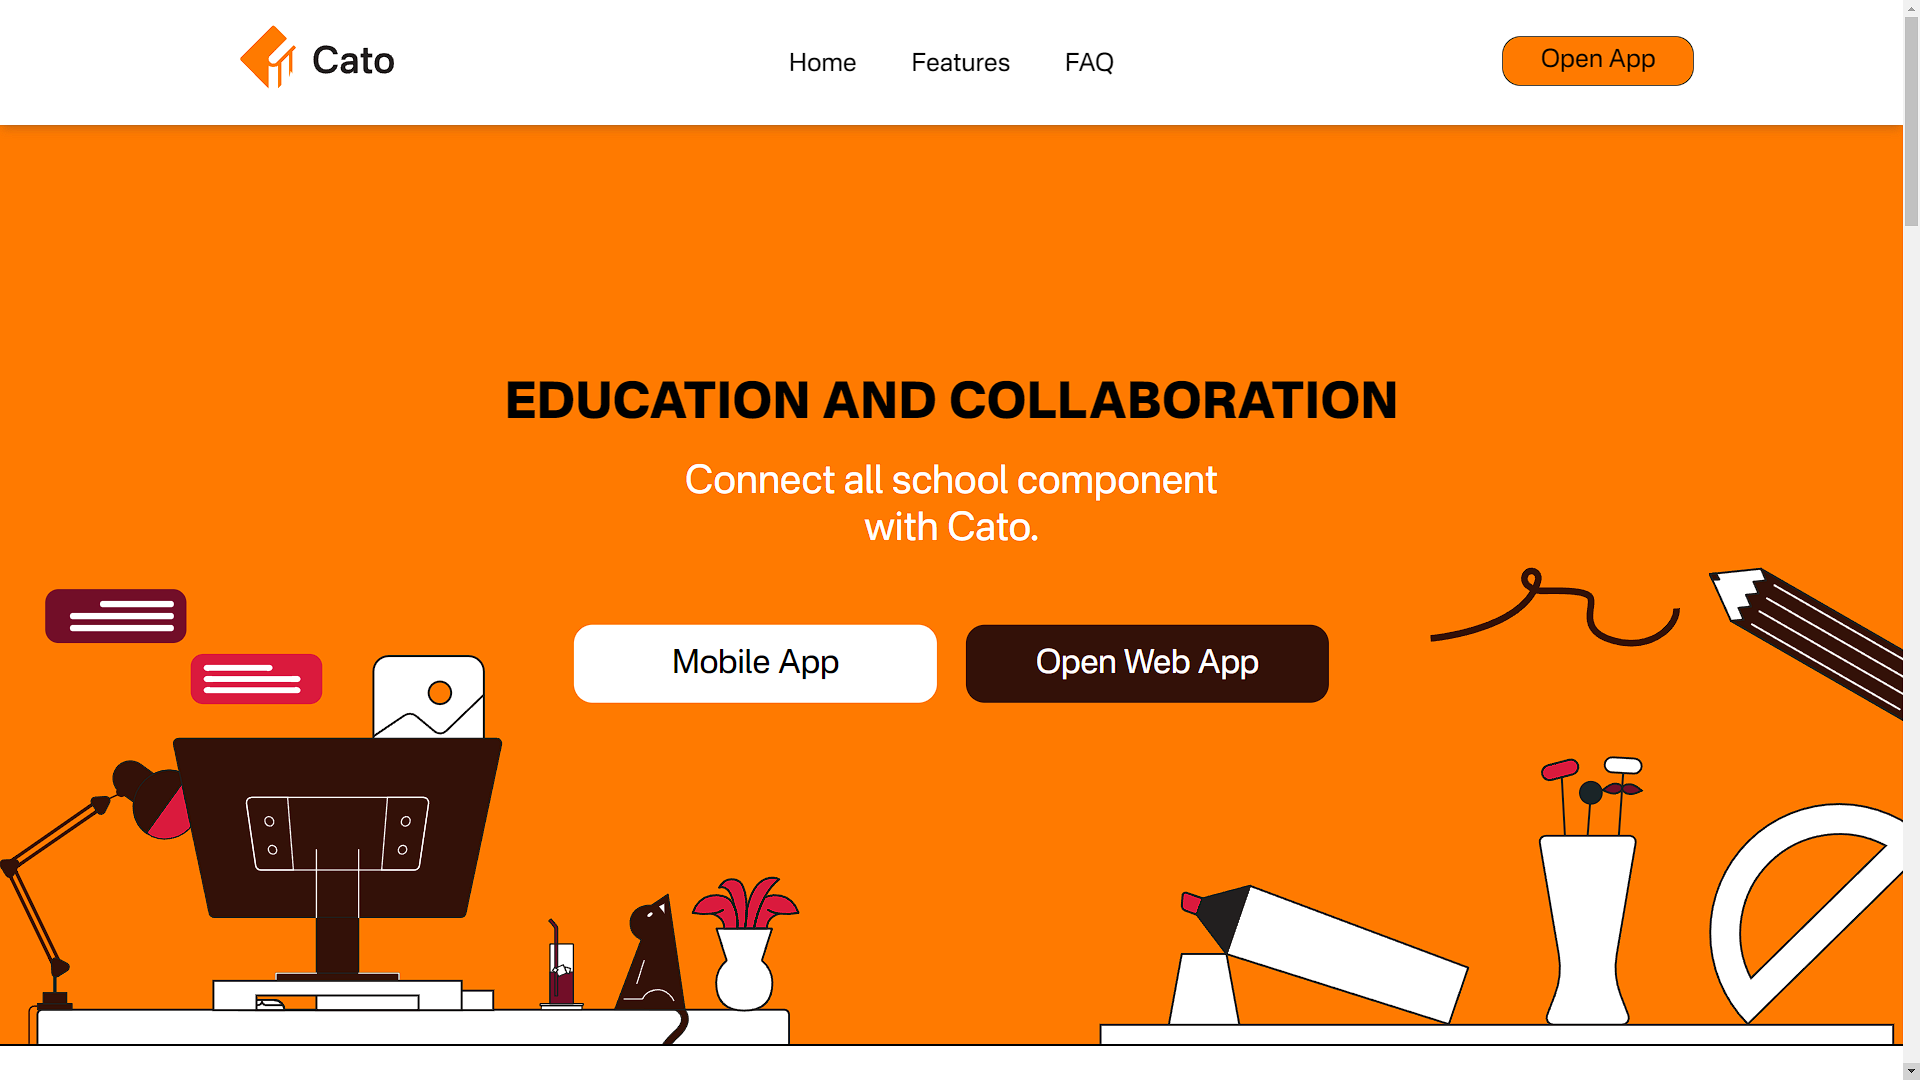 Cato
Home
Features
FAQ
Open App
EDUCATION AND COLLABORATION
Connect all school component
with Cato.
Mobile App
Open Web App